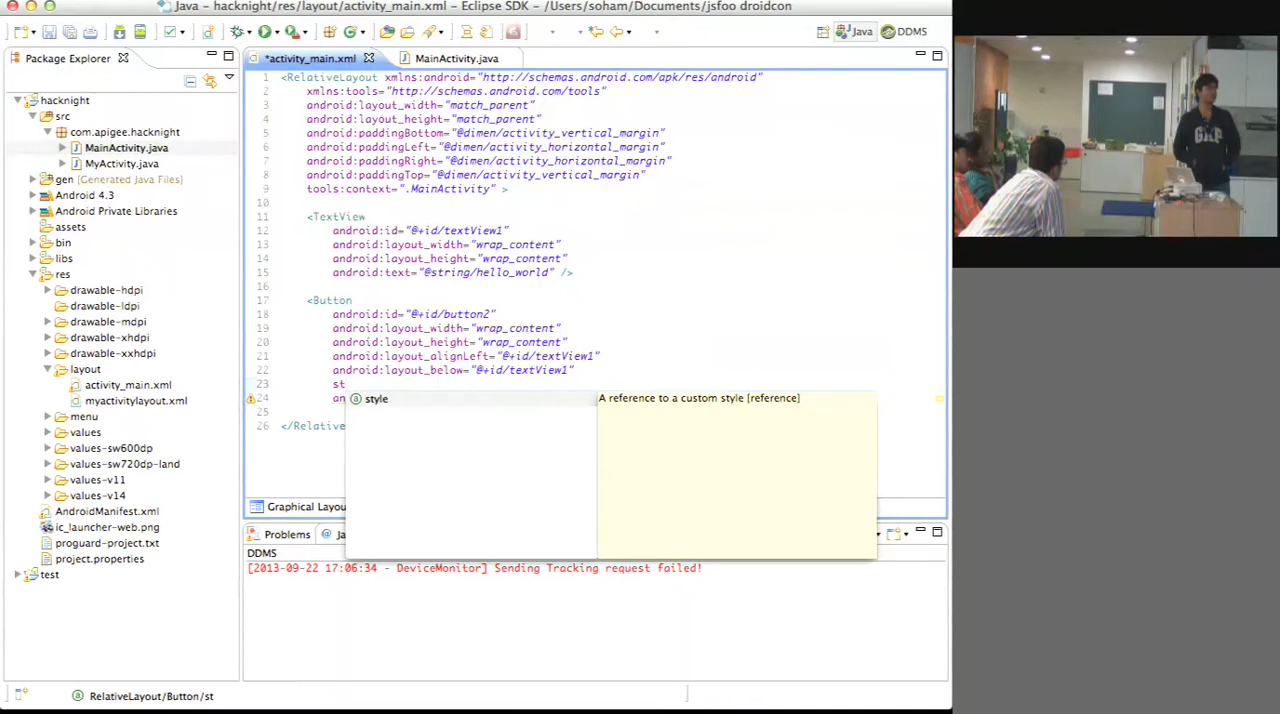 Java - hacknight/res/layout/activity_main.xml - Eclipse SDK - /Users/soham/Documents/jsfoo droidcon
Java
DDMS
Package Explorer
*activity_main.xml
MainActivity.java
hacknight
src
com.apigee.hacknight
MainActivity.java
MyActivity.java
gen [Generated Java Files]
Android 4.3
Android Private Libraries
assets
bin
libs
res
drawable-hdpi
drawable-ldpi
drawable-mdpi
drawable-xhdpi
drawable-xxhdpi
layout
activity_main.xml
myactivitylayout.xml
menu
values
values-sw600dp
values-sw720dp-land
values-v11
values-v14
AndroidManifest.xml
ic_launcher-web.png
proguard-project.txt
project.properties
test
1 <RelativeLayout xmlns:android="http://schemas.android.com/apk/res/android"
2 xmlns:tools="http://schemas.android.com/tools"
3 android:layout_width="match_parent"
4 android:layout_height="match_parent"
5 android:paddingBottom="@dimen/activity_vertical_margin"
6 android:paddingLeft="@dimen/activity_horizontal_margin"
7 android:paddingRight="@dimen/activity_horizontal_margin"
8 android:paddingTop="@dimen/activity_vertical_margin"
9 tools:context=".MainActivity" >
10
11 <TextView
12 android:id="@+id/textView1"
13 android:layout_width="wrap_content"
14 android:layout_height="wrap_content"
15 android:text="@string/hello_world" />
16
17 <Button
18 android:id="@+id/button2"
19 android:layout_width="wrap_content"
20 android:layout_height="wrap_content"
21 android:layout_alignLeft="@+id/textView1"
22 android:layout_below="@+id/textView1"
23 st
24 an
25
26 </Relative
style
A reference to a custom style [reference]
Graphical Layou
Problems
@ Ja
DDMS
[2013-09-22 17:06:34 - DeviceMonitor] Sending Tracking request failed!
RelativeLayout/Button/st
GAP